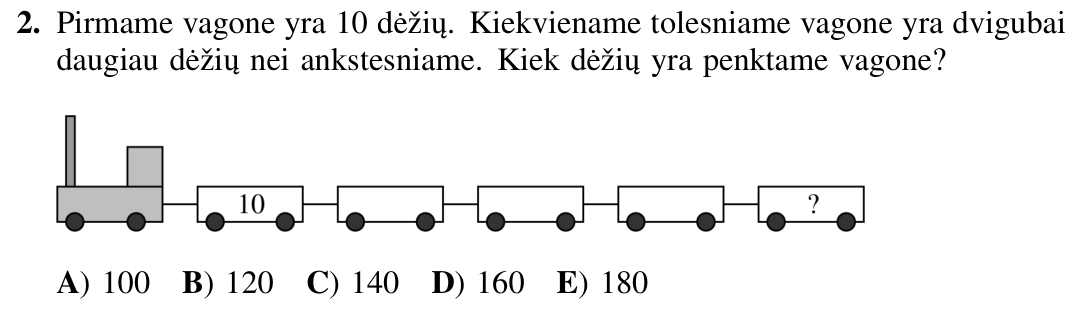 2. Pirmame vagone yra 10 dėžių. Kiekviename tolesniame vagone yra dvigubai
daugiau dėžių nei ankstesniame. Kiek dėžių yra penktame vagone?
10 ?
A) 100 B) 120 C) 140 D) 160 E) 180